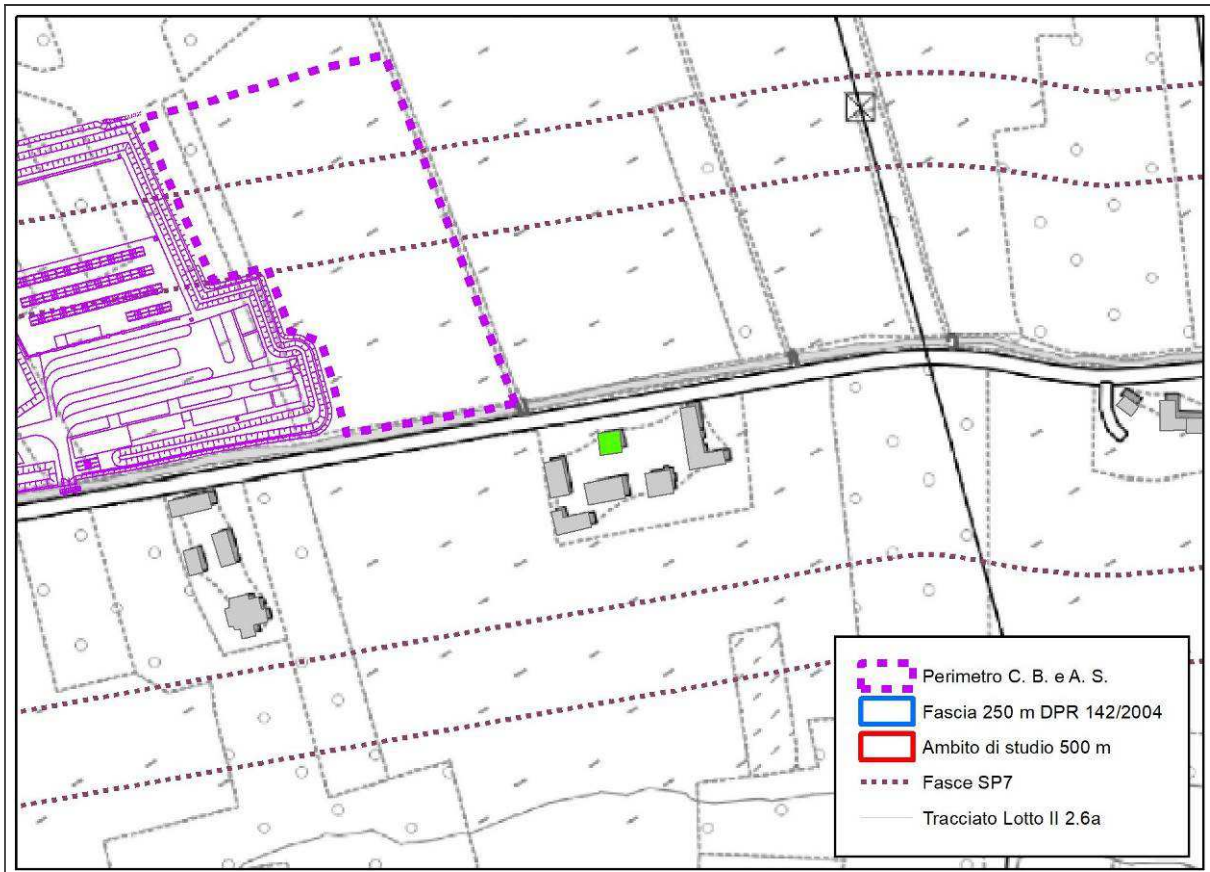 Perimetro C. B. e A. S.
Fascia 250 m DPR 142/2004
Ambito di studio 500 m
Fasce SP7
Tracciato Lotto II 2.6a